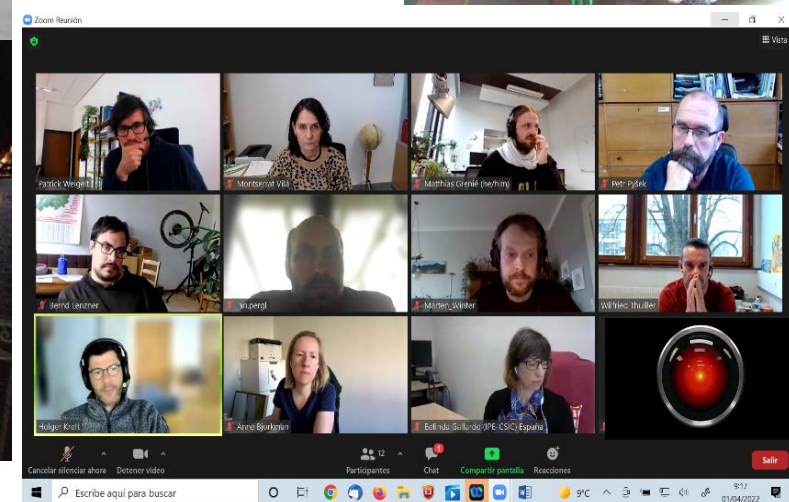 Zoom Reunión
Vista
Patrick Weigelt
Montserrat Vilà
Matthias Grenié (he/him)
Petr Pyšek
Bernd Lenzner
an.pergl
Marten_Winter
Wilfried Thuiller
Holger Kreft
Anne Bjorkman
Belinda Gallardo (IPE-CSIC) España
Cancelar silenciar ahora
Detener video
12
Participantes
1
Chat
Compartir pantalla
Reacciones
Salir
Escribe aquí para buscar
9°C
9:17
01/04/2022